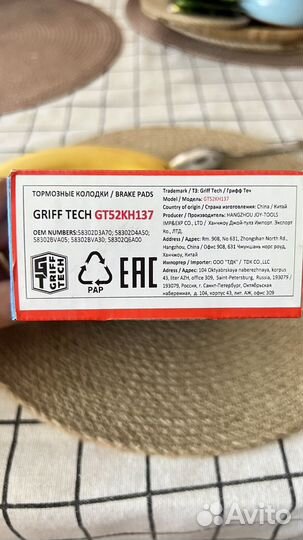 ТОРМОЗНЫЕ КОЛОДКИ / BRAKE PADS
GRIFF TECH GT52KH137
OEM NUMBERS: 58302D3A70; 58302D4A50;
58302BVA05; 58302BVA30; 58302Q6A00
GRIFF
TECH
PAP
EAC
Trademark / ТЗ: Griff Tech / Грифф Теч
Model / Модель: GT52KH137
Country of origin / Страна изготовления: China / Китай
Producer / Производитель: HANGZHOU JOY-TOOLS
IMP&EXP CO., LTD / Ханчжоу Джой-тулз Импорт-Экспорт Ко.,
ЛТД.
Address / Адрес: Rm. 908, No 631, Zhongshan North Rd.,
Hangzhou, China / оф. 908, 631 Чжуншань норс роуд,
Ханчжоу, Китай
Импортер / Importer: ООО "ТДК" / TDK CO., LLC
Address / Адрес: 104 Oktyabrskaya naberezhnaya, korpus
43, liter AZH, office 309, Saint-Petersburg, Russia, 193079 /
193079, Россия, г. Санкт-Петербург, Октябрьская
набережная, д. 104, корпус 43, лит. АЖ, офис 309
Avito